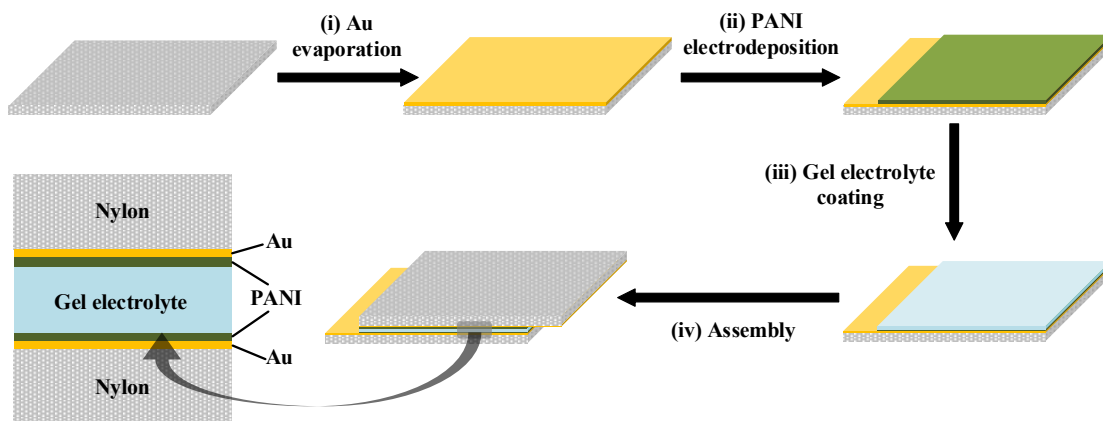 (i) Au
evaporation
(ii) PANI
electrodeposition
(iii) Gel electrolyte
coating
(iv) Assembly
Nylon
Au
Gel electrolyte
PANI
Au
Nylon